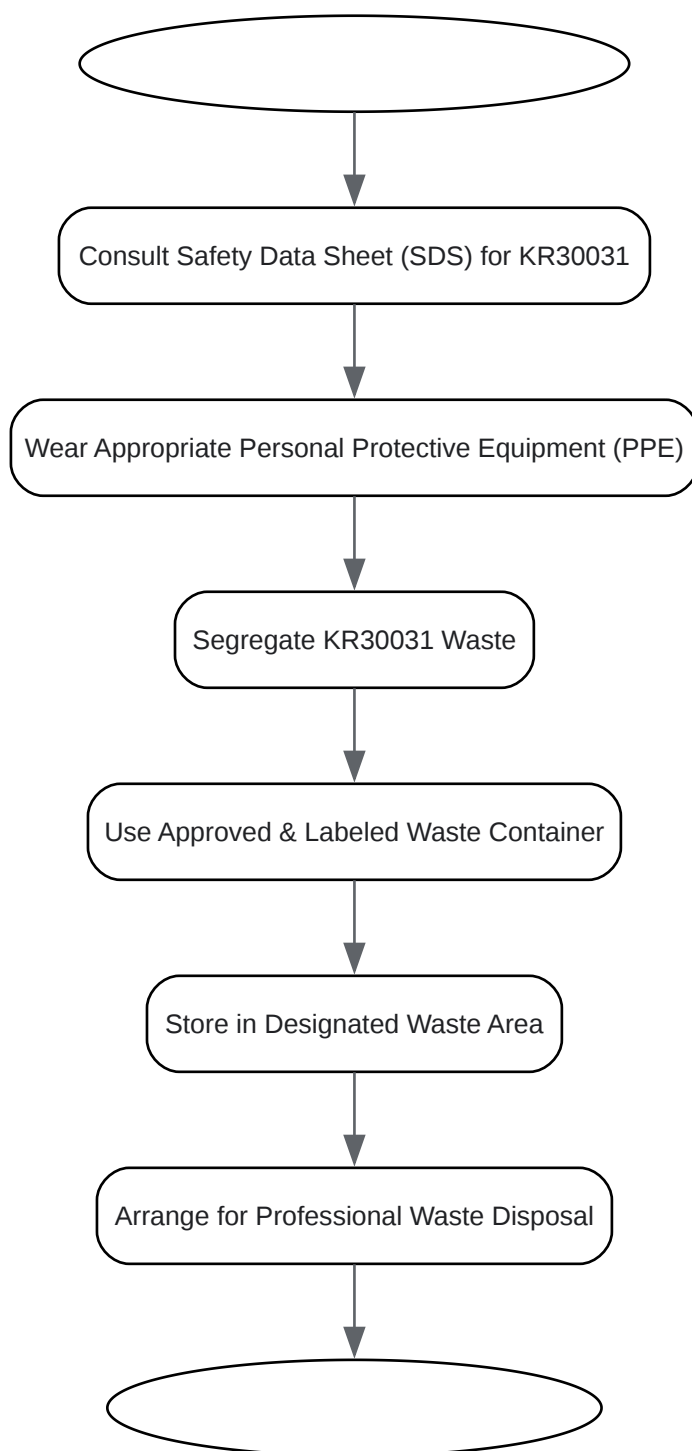 Consult Safety Data Sheet (SDS) for KR30031
Wear Appropriate Personal Protective Equipment (PPE)
Segregate KR30031 Waste
Use Approved & Labeled Waste Container
Store in Designated Waste Area
Arrange for Professional Waste Disposal